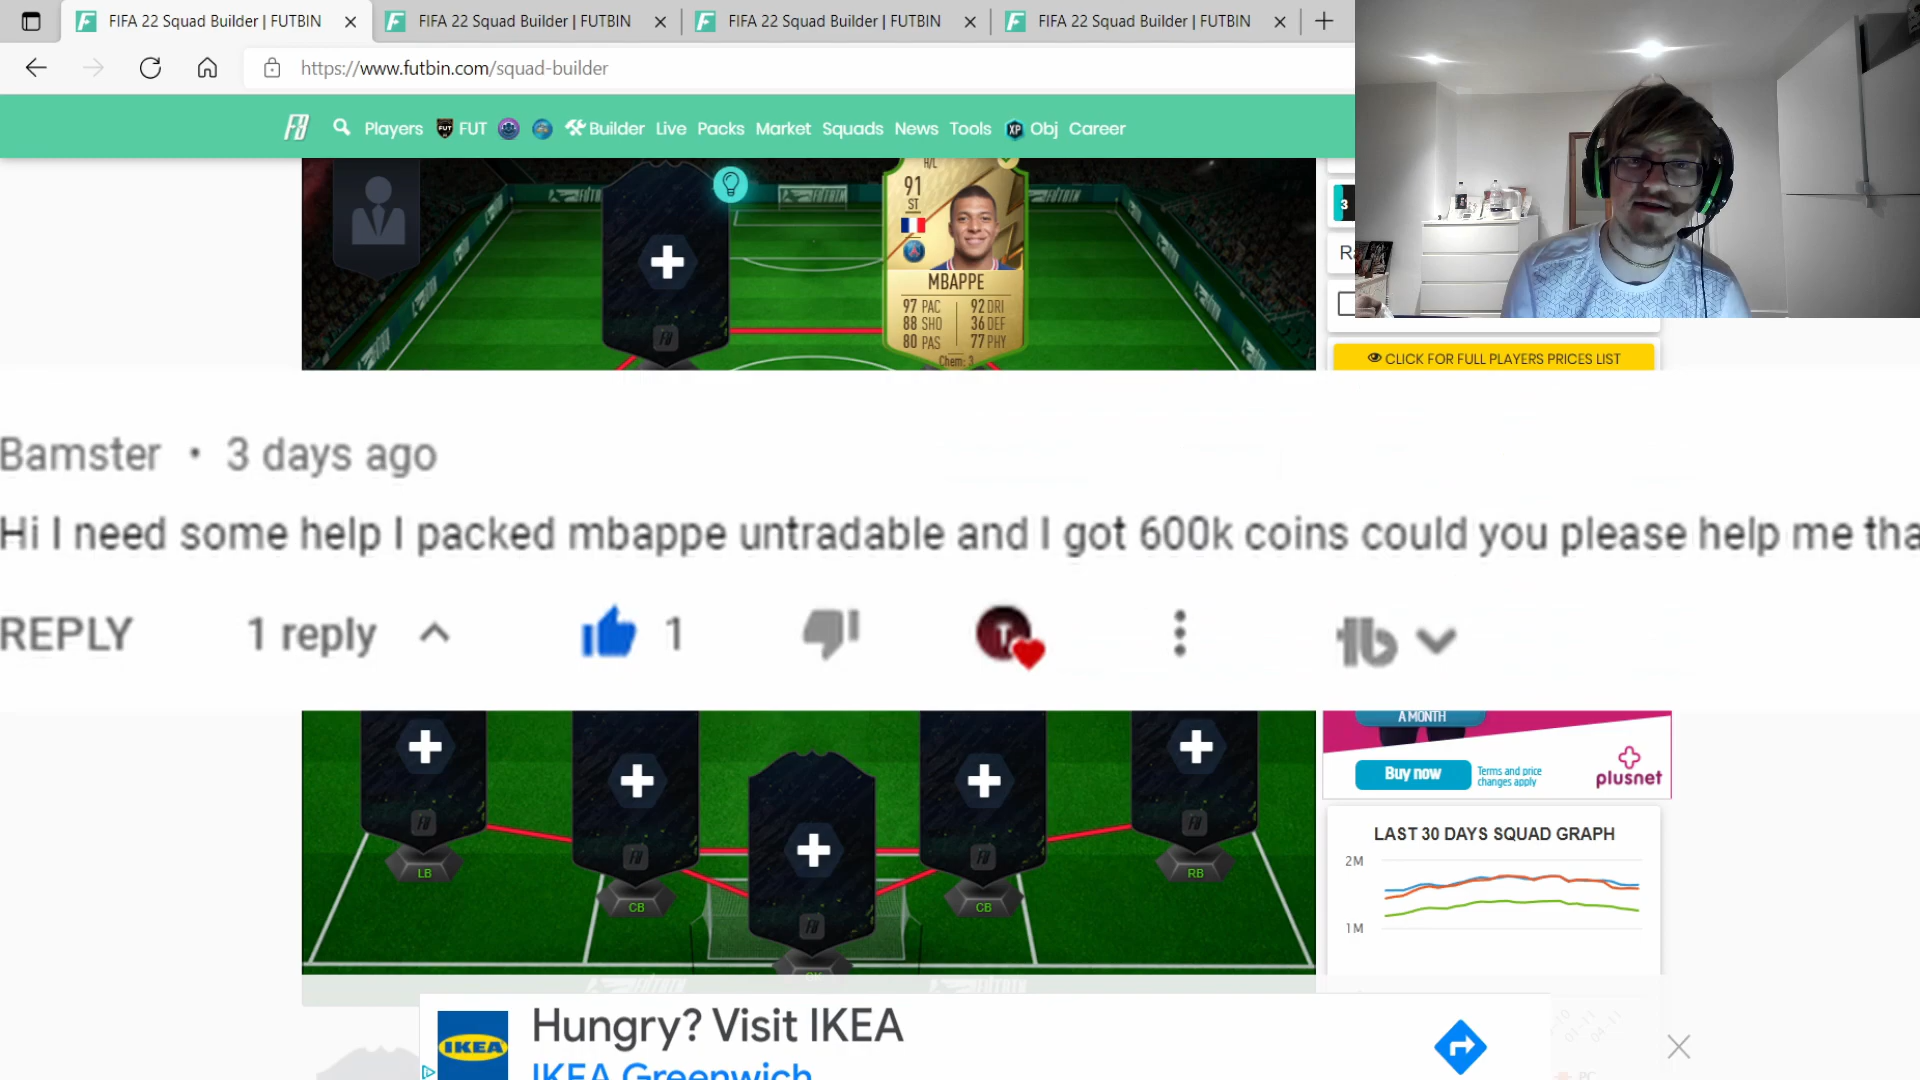 FIFA 22 Squad Builder | FUTBIN FIFA 22 Squad Builder | FUTBIN FIFA 22 Squad Builder | FUTBIN FIFA 22 Squad Builder | FUTBIN
https://www.futbin.com/squad-builder
Players FUT Builder Live Packs Market Squads News Tools XP Obj Career
H/L
91
ST
MBAPPE
97 PAC 92 DRI
88 SHO 36 DEF
80 PAS 77 PHY
Chem: 3
3
CLICK FOR FULL PLAYERS PRICES LIST
Bamster • 3 days ago
Hi I need some help I packed mbappe untradable and I got 600k coins could you please help me tha
REPLY 1 reply 1
A MONTH
Buy now Terms and price
changes apply
plusnet
LAST 30 DAYS SQUAD GRAPH
2M
1M
LB CB CB RB
Hungry? Visit IKEA
IKEA
IKEA Greenwich